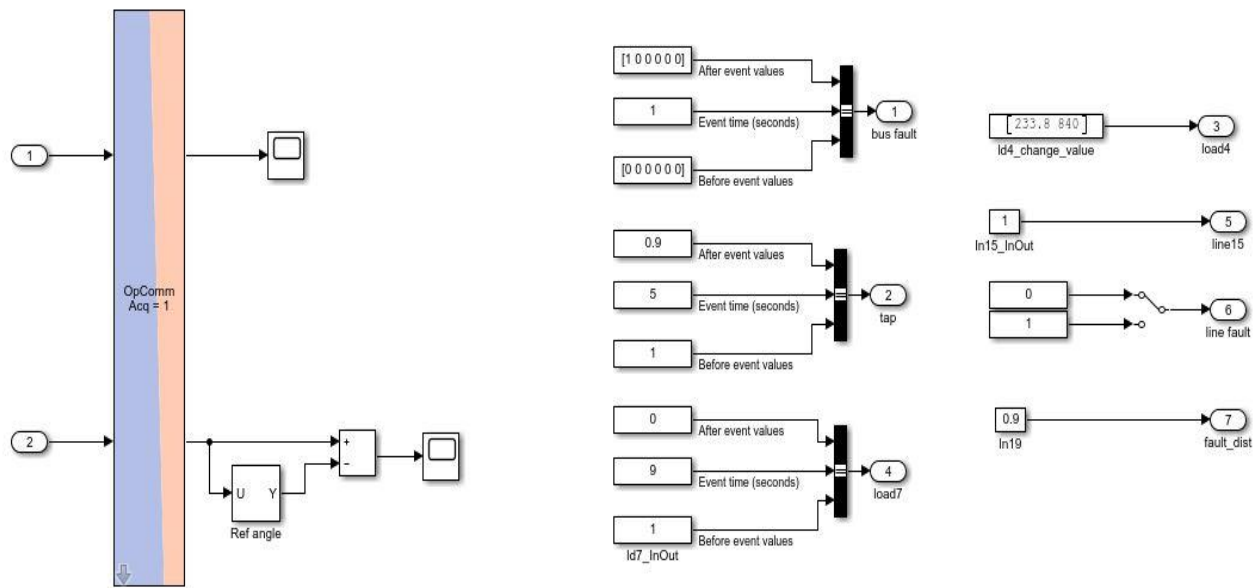 1
OpComm
Acq = 1
2
+
−
U Y
Ref angle
[1 0 0 0 0 0]
After event values
1
Event time (seconds)
[0 0 0 0 0 0]
Before event values
1
bus fault
0.9
After event values
5
Event time (seconds)
1
Before event values
2
tap
0
After event values
9
Event time (seconds)
1
Before event values
ld7_InOut
4
load7
[233.8 840]
ld4_change_value
3
load4
1
ln15_InOut
5
line15
0
1
6
line fault
0.9
ln19
7
fault_dist